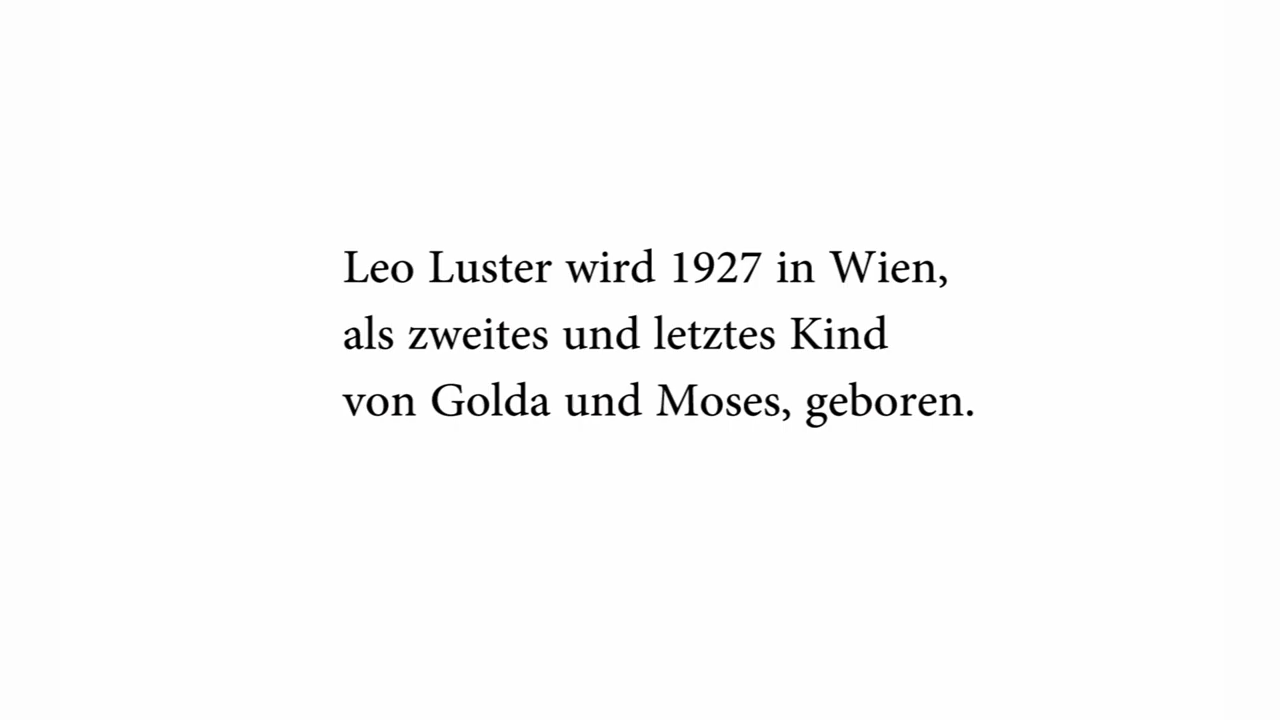 Leo Luster wird 1927 in Wien,
als zweites und letztes Kind
von Golda und Moses, geboren.